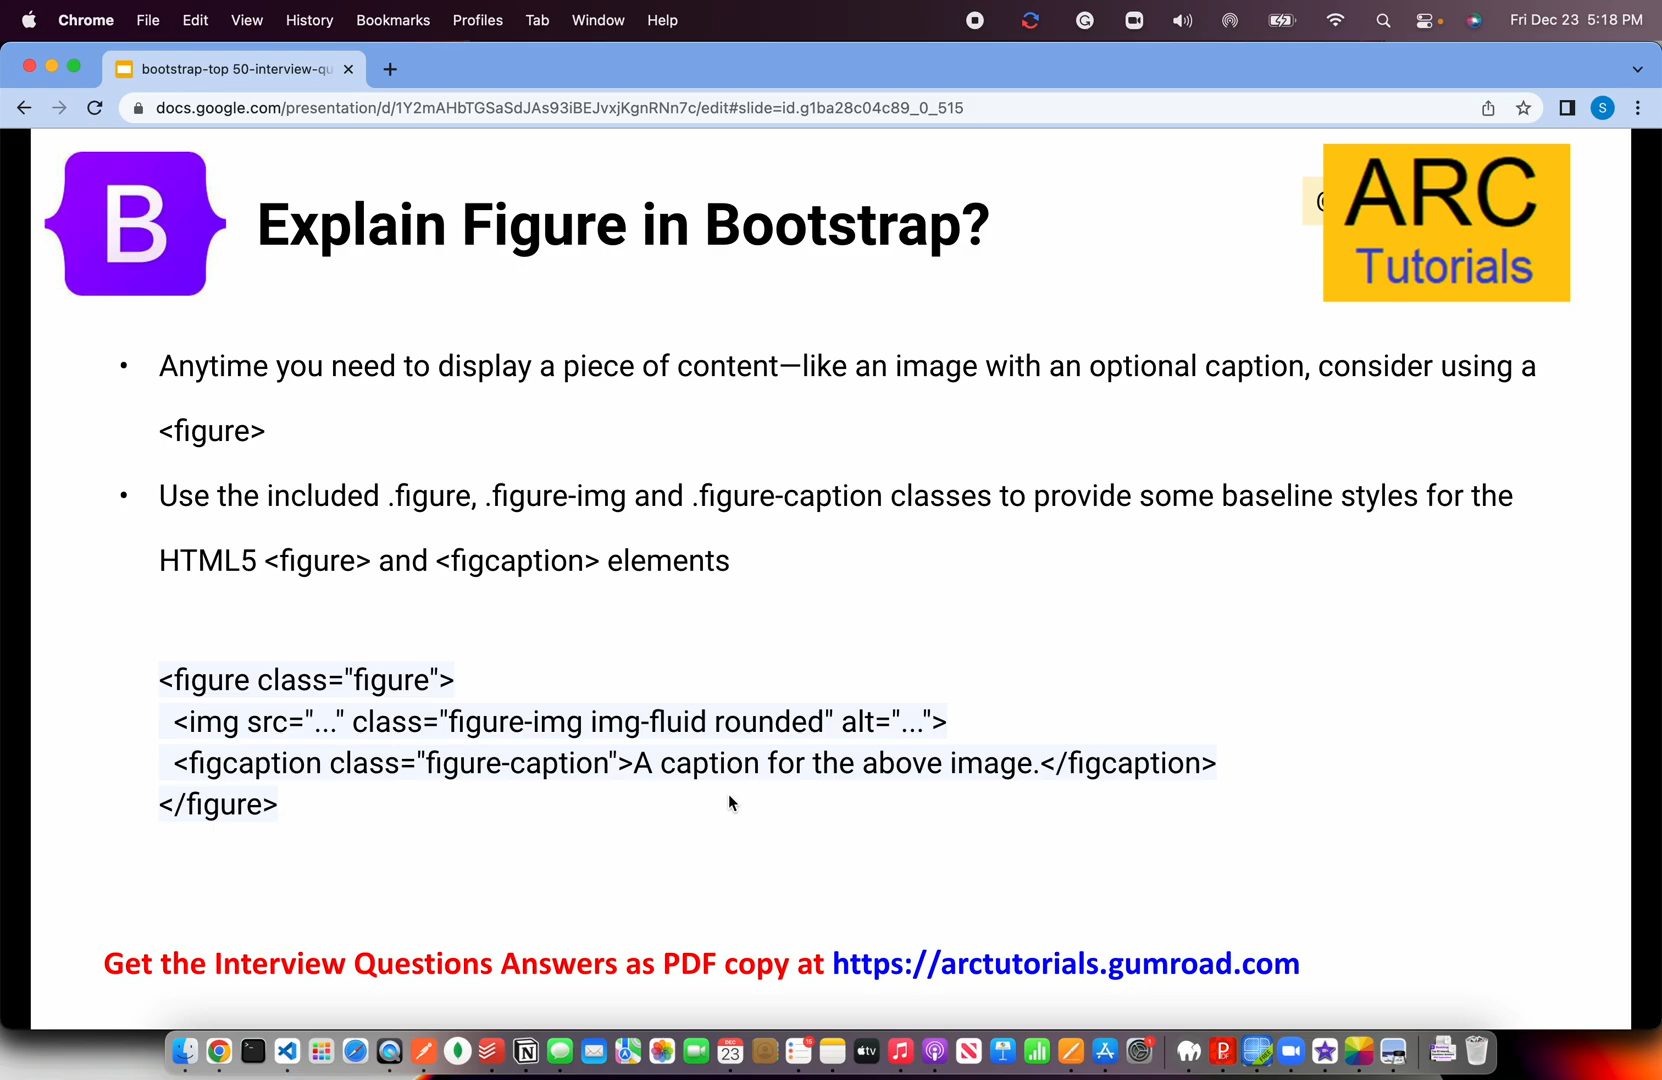 Chrome File Edit View History Bookmarks Profiles Tab Window Help Fri Dec 23 5:18 PM
bootstrap-top 50-interview-qu
docs.google.com/presentation/d/1Y2mAHbTGSaSdJAs93iBEJvxjKgnRNn7c/edit#slide=id.g1ba28c04c89_0_515
S
B
Explain Figure in Bootstrap?
ARC
Tutorials
• Anytime you need to display a piece of content—like an image with an optional caption, consider using a
<figure>
• Use the included .figure, .figure-img and .figure-caption classes to provide some baseline styles for the
HTML5 <figure> and <figcaption> elements
<figure class="figure">
<img src="..." class="figure-img img-fluid rounded" alt="...">
<figcaption class="figure-caption">A caption for the above image.</figcaption>
</figure>
Get the Interview Questions Answers as PDF copy at https://arctutorials.gumroad.com
DEC
23
tv